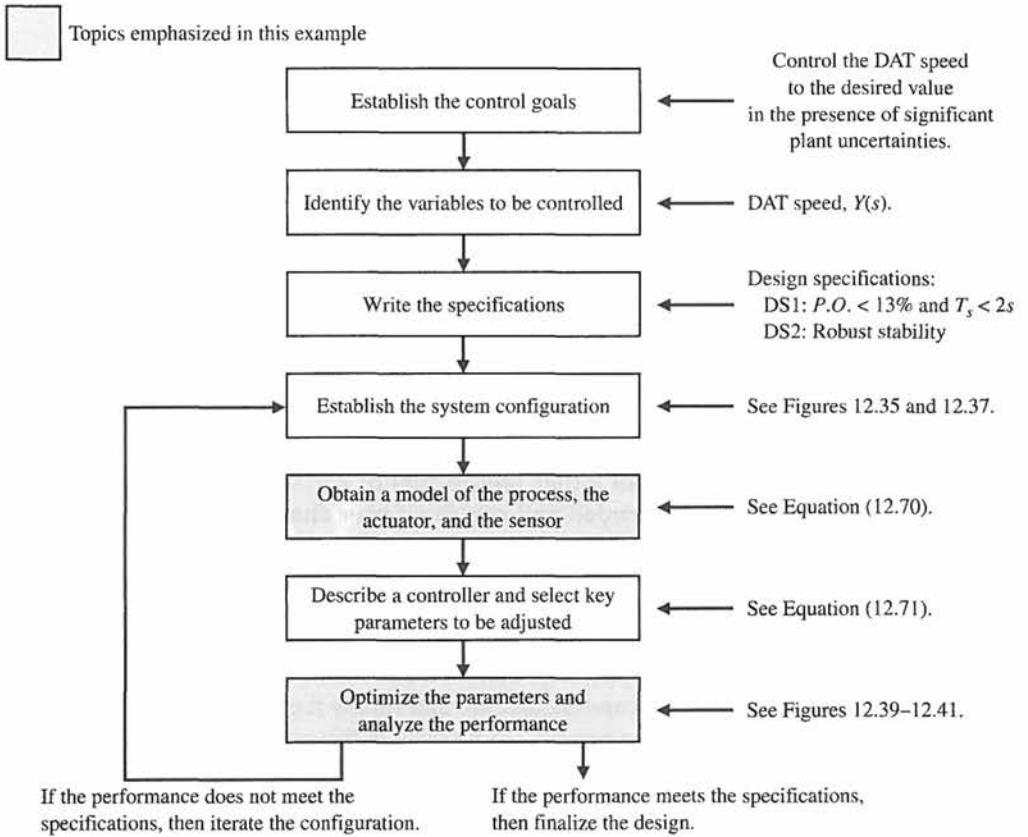 Topics emphasized in this example
Establish the control goals
Control the DAT speed
to the desired value
in the presence of significant
plant uncertainties.
Identify the variables to be controlled
DAT speed, Y(s).
Write the specifications
Design specifications:
DS1: P.O. < 13% and Ts < 2s
DS2: Robust stability
Establish the system configuration
See Figures 12.35 and 12.37.
Obtain a model of the process, the
actuator, and the sensor
See Equation (12.70).
Describe a controller and select key
parameters to be adjusted
See Equation (12.71).
Optimize the parameters and
analyze the performance
See Figures 12.39–12.41.
If the performance does not meet the
specifications, then iterate the configuration.
If the performance meets the specifications,
then finalize the design.